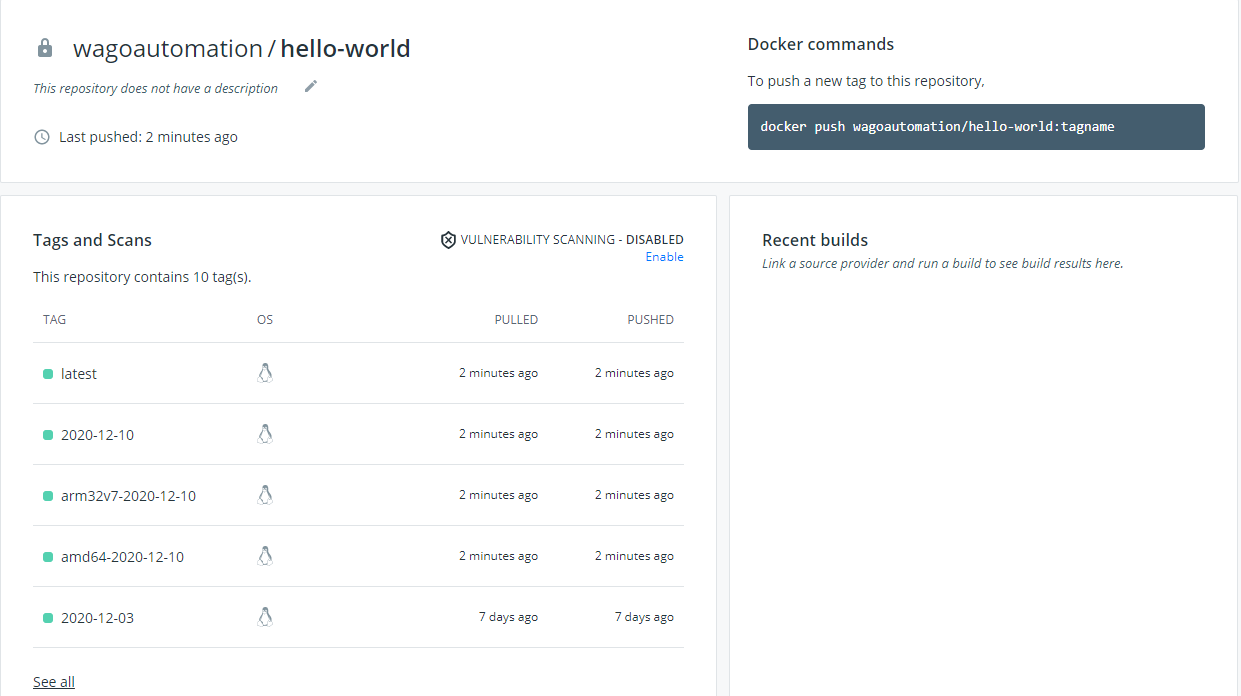 wagoautomation / hello-world
This repository does not have a description
Last pushed: 2 minutes ago
Docker commands
To push a new tag to this repository,
docker push wagoautomation/hello-world:tagname
Tags and Scans
VULNERABILITY SCANNING - DISABLED
Enable
This repository contains 10 tag(s).
TAG OS PULLED PUSHED
latest 2 minutes ago 2 minutes ago
2020-12-10 2 minutes ago 2 minutes ago
arm32v7-2020-12-10 2 minutes ago 2 minutes ago
amd64-2020-12-10 2 minutes ago 2 minutes ago
2020-12-03 7 days ago 7 days ago
See all
Recent builds
Link a source provider and run a build to see build results here.